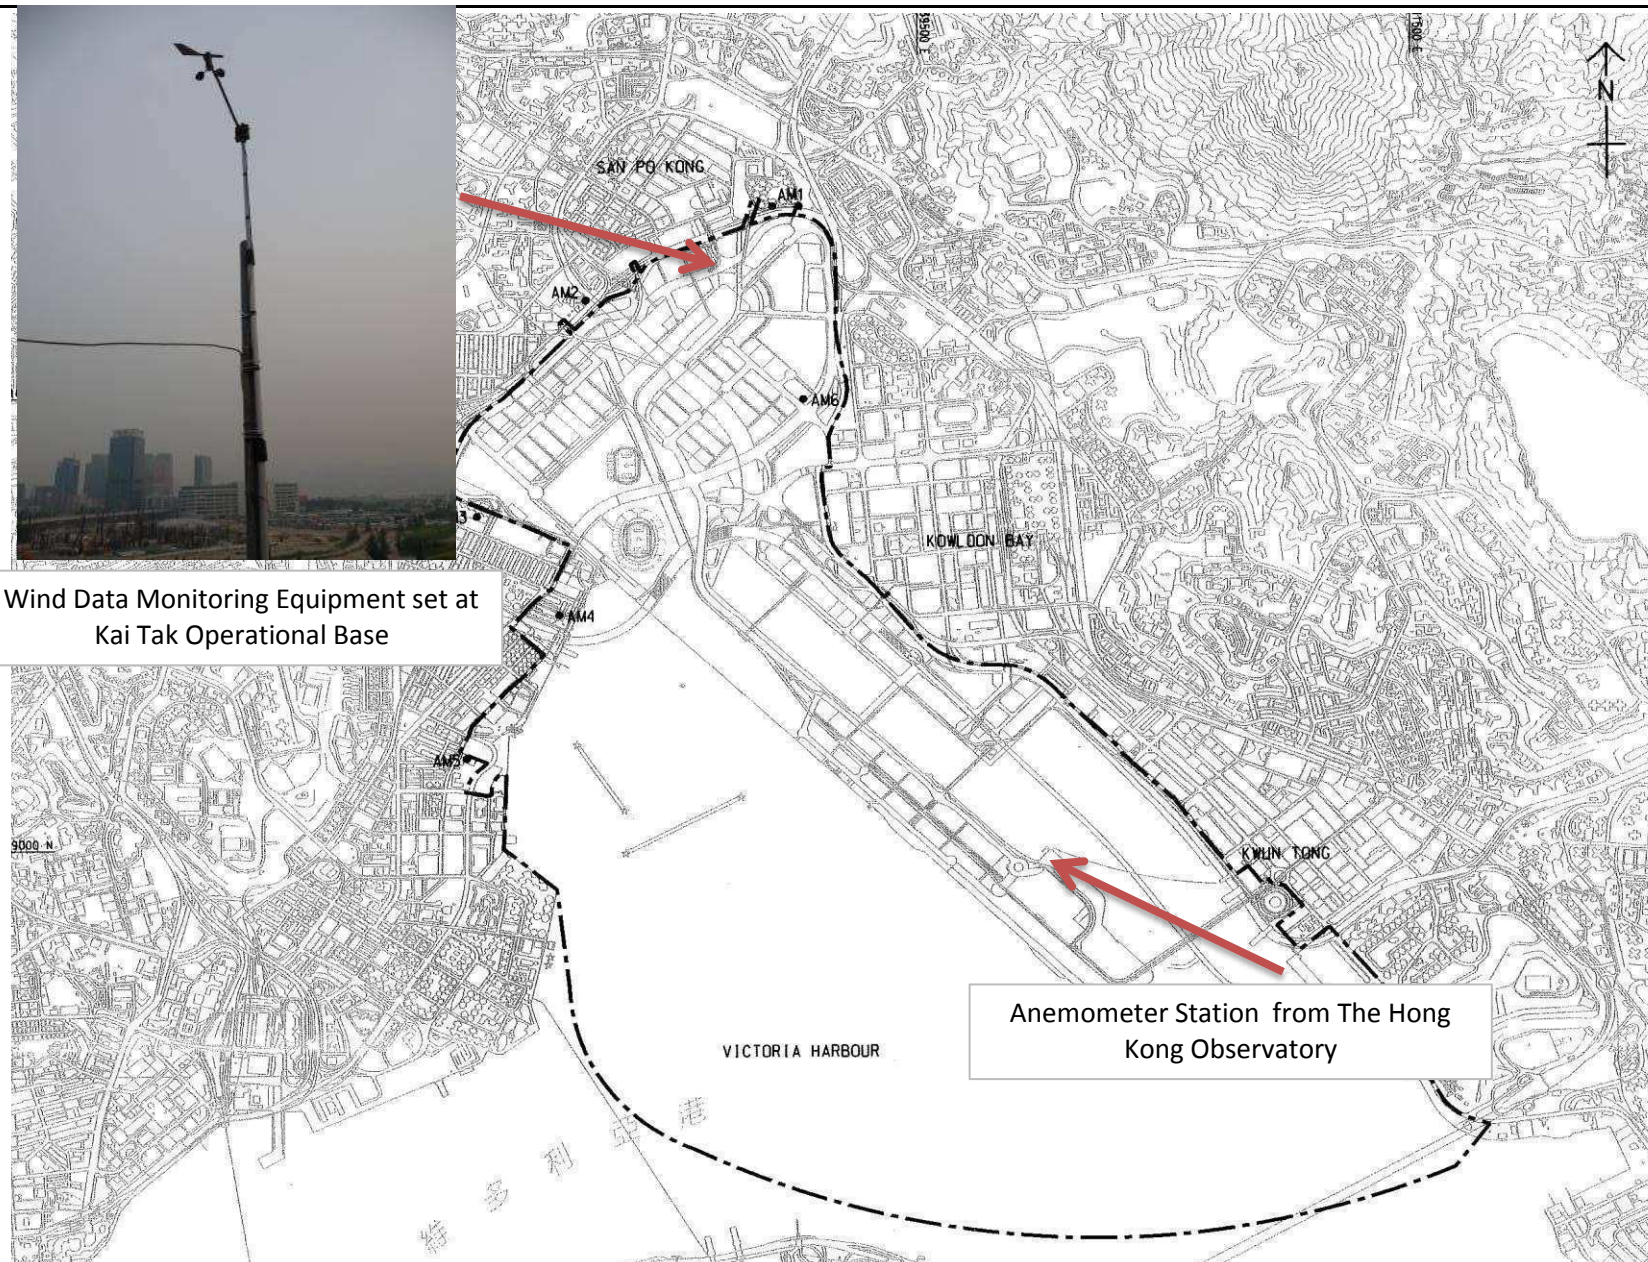 39500 E
N
SAN PO KONG
AM1
AM2
AM6
KOWLOON BAY
Wind Data Monitoring Equipment set at
Kai Tak Operational Base
AM4
AM5
9000 N
KWUN TONG
Anemometer Station from The Hong
Kong Observatory
VICTORIA HARBOUR
維多利亞港